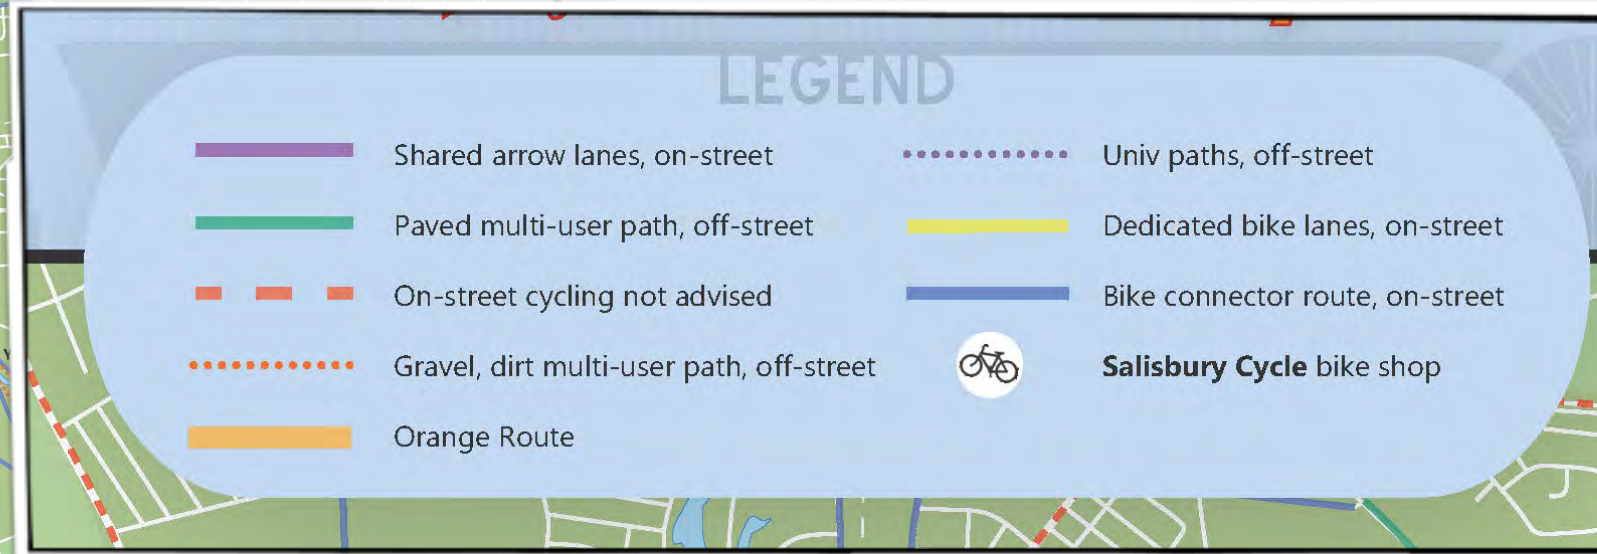 LEGEND
Shared arrow lanes, on-street
Paved multi-user path, off-street
On-street cycling not advised
Gravel, dirt multi-user path, off-street
Orange Route
Univ paths, off-street
Dedicated bike lanes, on-street
Bike connector route, on-street
Salisbury Cycle bike shop